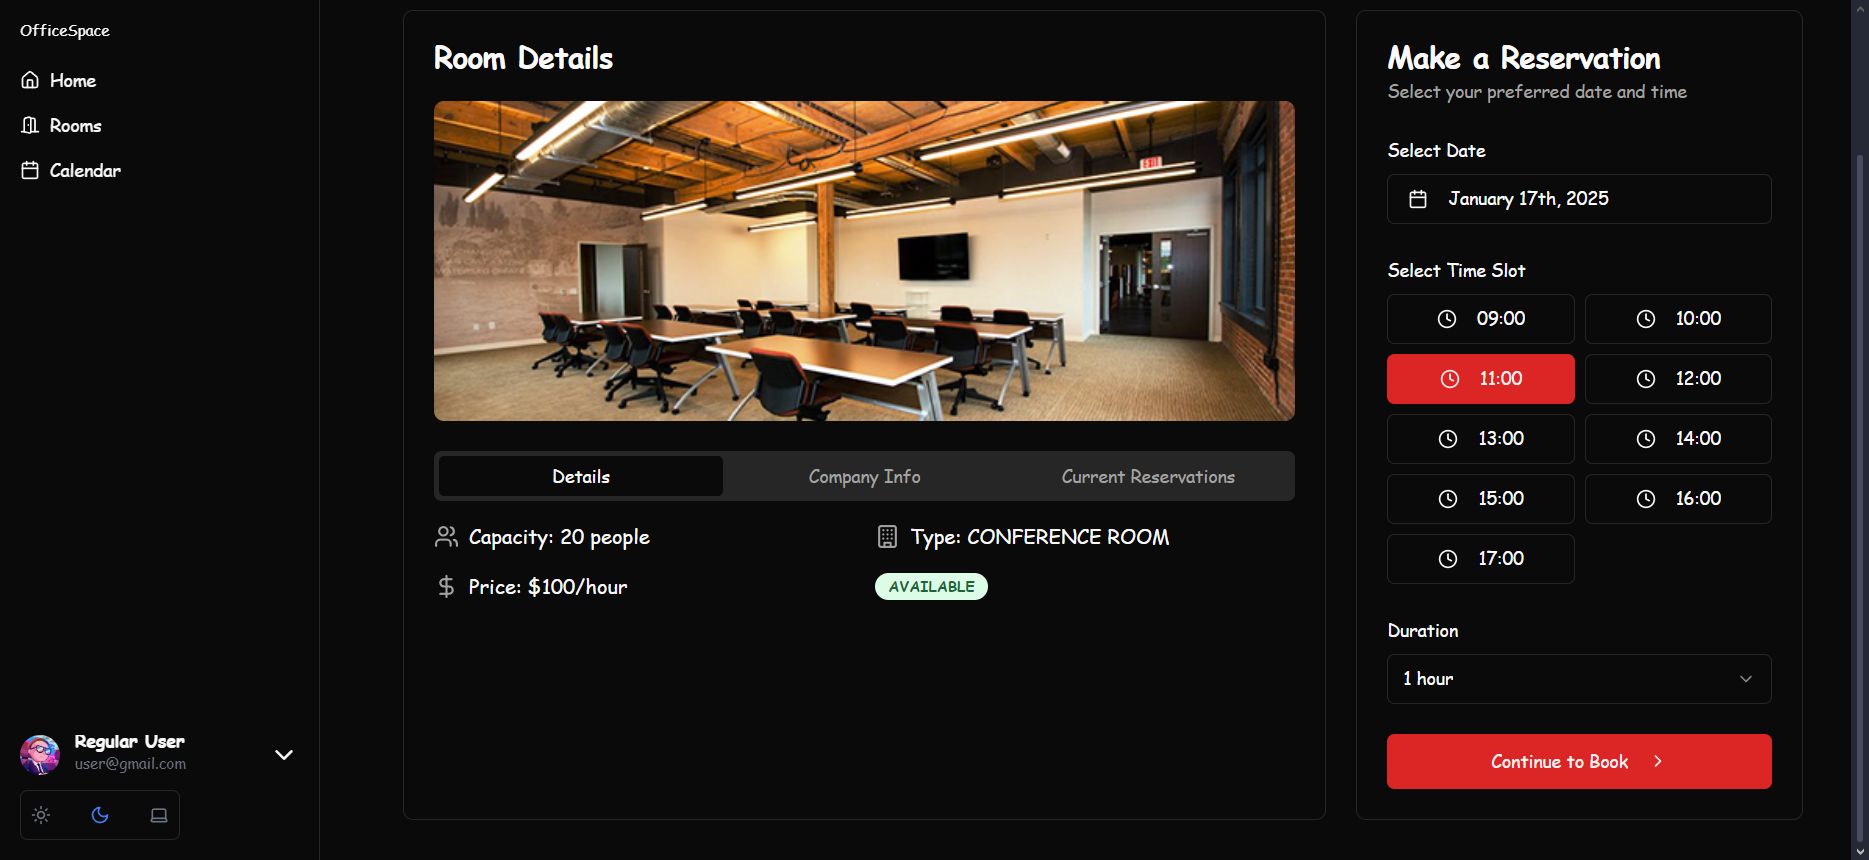 OfficeSpace
Home
Rooms
Calendar
Regular User
user@gmail.com
Room Details
EXIT
Details
Company Info
Current Reservations
Capacity: 20 people
Type: CONFERENCE ROOM
Price: $100/hour
AVAILABLE
Make a Reservation
Select your preferred date and time
Select Date
January 17th, 2025
Select Time Slot
09:00
10:00
11:00
12:00
13:00
14:00
15:00
16:00
17:00
Duration
1 hour
Continue to Book